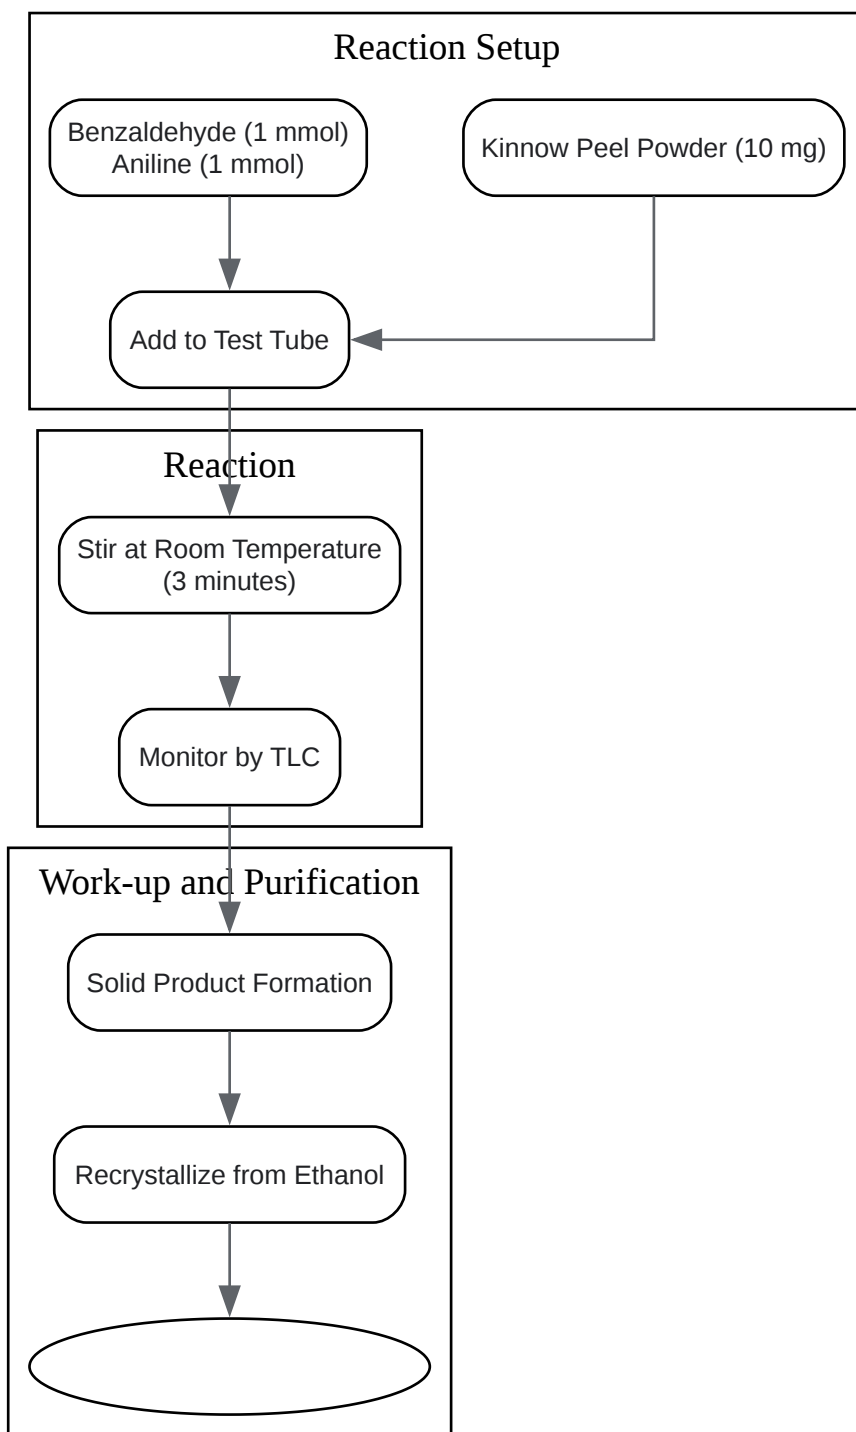 Reaction Setup
Benzaldehyde (1 mmol)
Aniline (1 mmol)
Kinnow Peel Powder (10 mg)
Add to Test Tube
Reaction
Stir at Room Temperature
(3 minutes)
Monitor by TLC
Work-up and Purification
Solid Product Formation
Recrystallize from Ethanol